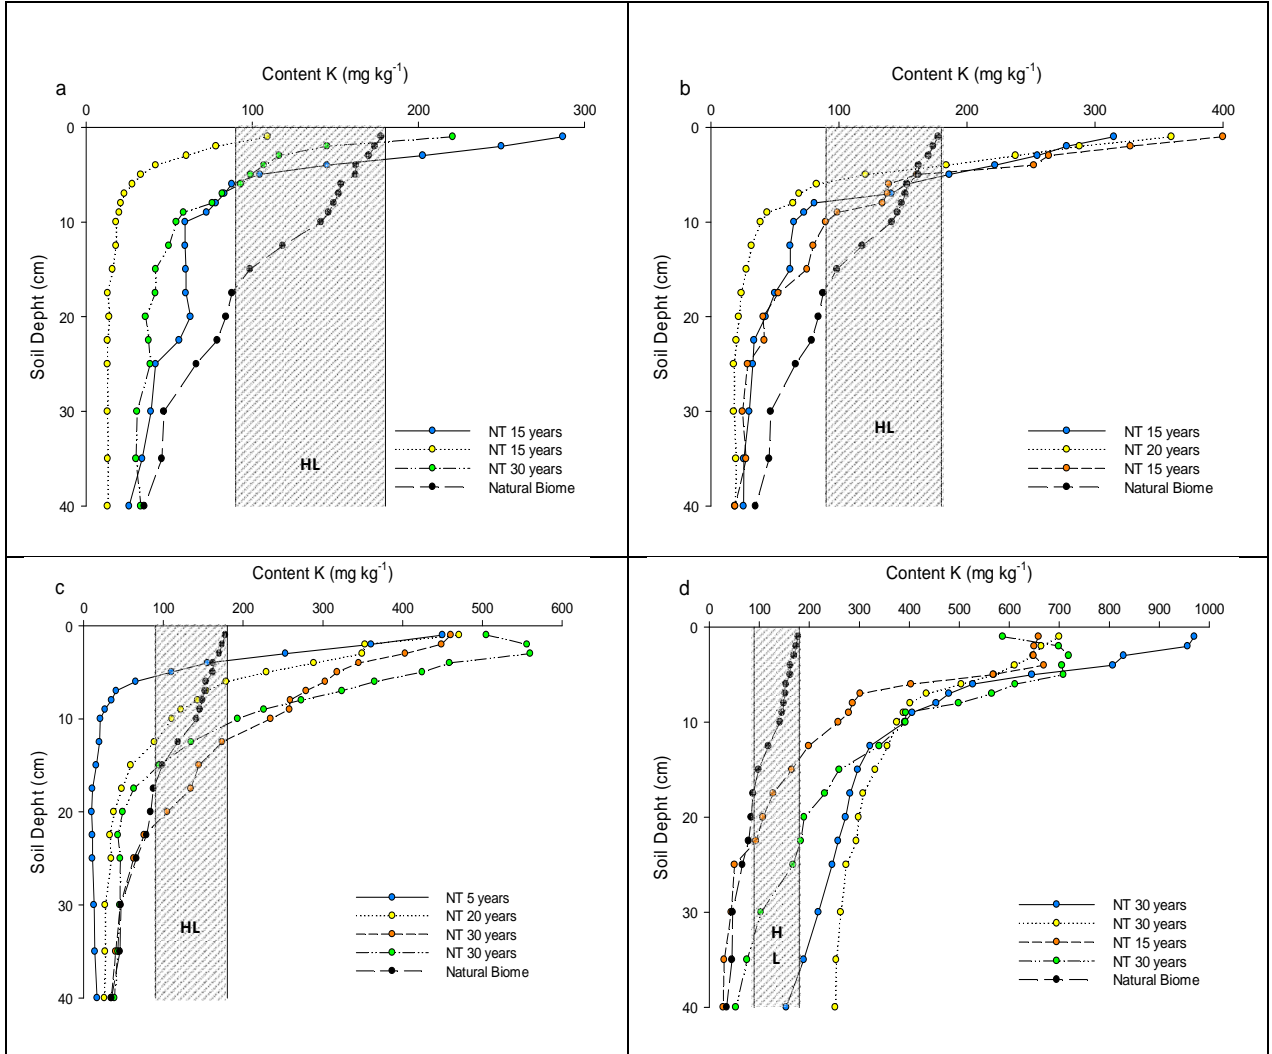 a
Content K (mg kg-1)
0 100 200 300
0
10
20
30
40
Soil Depht (cm)
HL
NT 15 years
NT 15 years
NT 30 years
Natural Biome
b
Content K (mg kg-1)
0 100 200 300 400
0
10
20
30
40
Soil Depht (cm)
HL
NT 15 years
NT 20 years
NT 15 years
Natural Biome
c
Content K (mg kg-1)
0 100 200 300 400 500 600
0
10
20
30
40
Soil Depht (cm)
HL
NT 5 years
NT 20 years
NT 30 years
NT 30 years
Natural Biome
d
Content K (mg kg-1)
0 100 200 300 400 500 600 700 800 900 1000
0
10
20
30
40
Soil Depht (cm)
H
L
NT 30 years
NT 30 years
NT 15 years
NT 30 years
Natural Biome